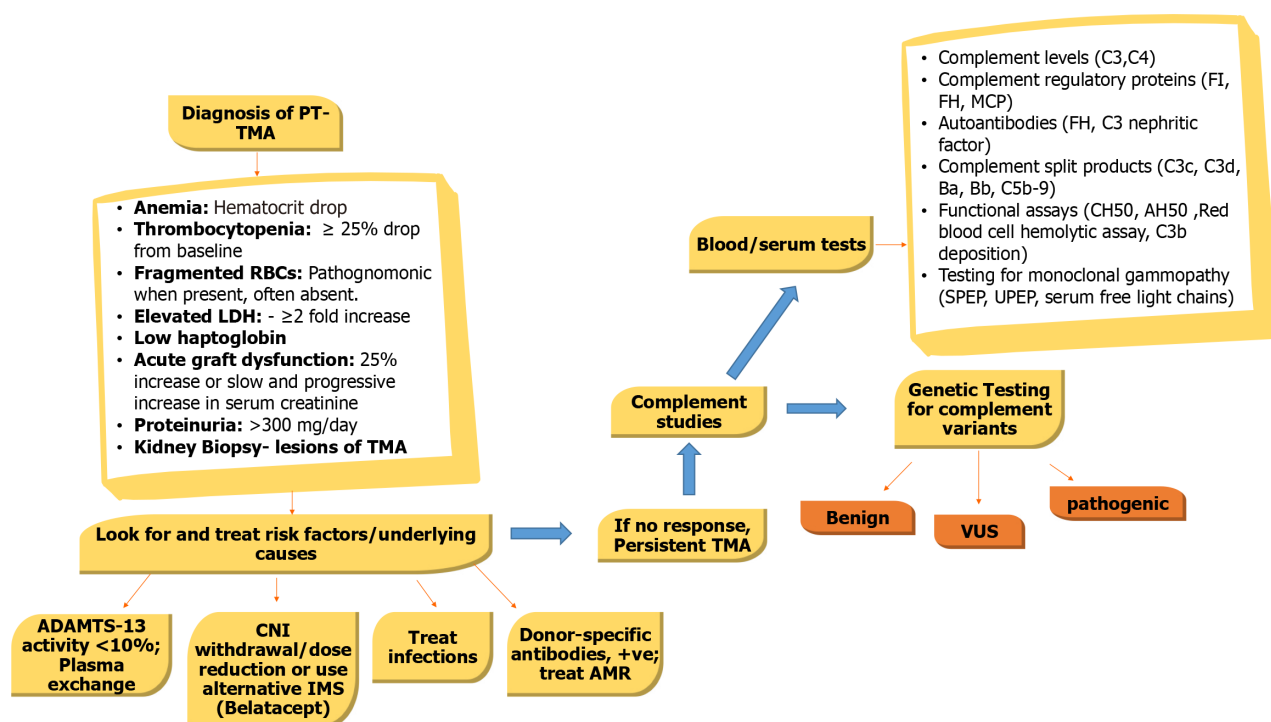 Diagnosis of PT-
TMA
• Anemia: Hematocrit drop
• Thrombocytopenia: ≥ 25% drop
from baseline
• Fragmented RBCs: Pathognomonic
when present, often absent.
• Elevated LDH: - ≥2 fold increase
• Low haptoglobin
• Acute graft dysfunction: 25%
increase or slow and progressive
increase in serum creatinine
• Proteinuria: >300 mg/day
• Kidney Biopsy- lesions of TMA
Look for and treat risk factors/underlying
causes
ADAMTS-13
activity <10%;
Plasma
exchange
CNI
withdrawal/dose
reduction or use
alternative IMS
(Belatacept)
Treat
infections
Donor-specific
antibodies, +ve;
treat AMR
If no response,
Persistent TMA
Complement
studies
Blood/serum tests
• Complement levels (C3,C4)
• Complement regulatory proteins (FI,
FH, MCP)
• Autoantibodies (FH, C3 nephritic
factor)
• Complement split products (C3c, C3d,
Ba, Bb, C5b-9)
• Functional assays (CH50, AH50 ,Red
blood cell hemolytic assay, C3b
deposition)
• Testing for monoclonal gammopathy
(SPEP, UPEP, serum free light chains)
Genetic Testing
for complement
variants
Benign
VUS
pathogenic